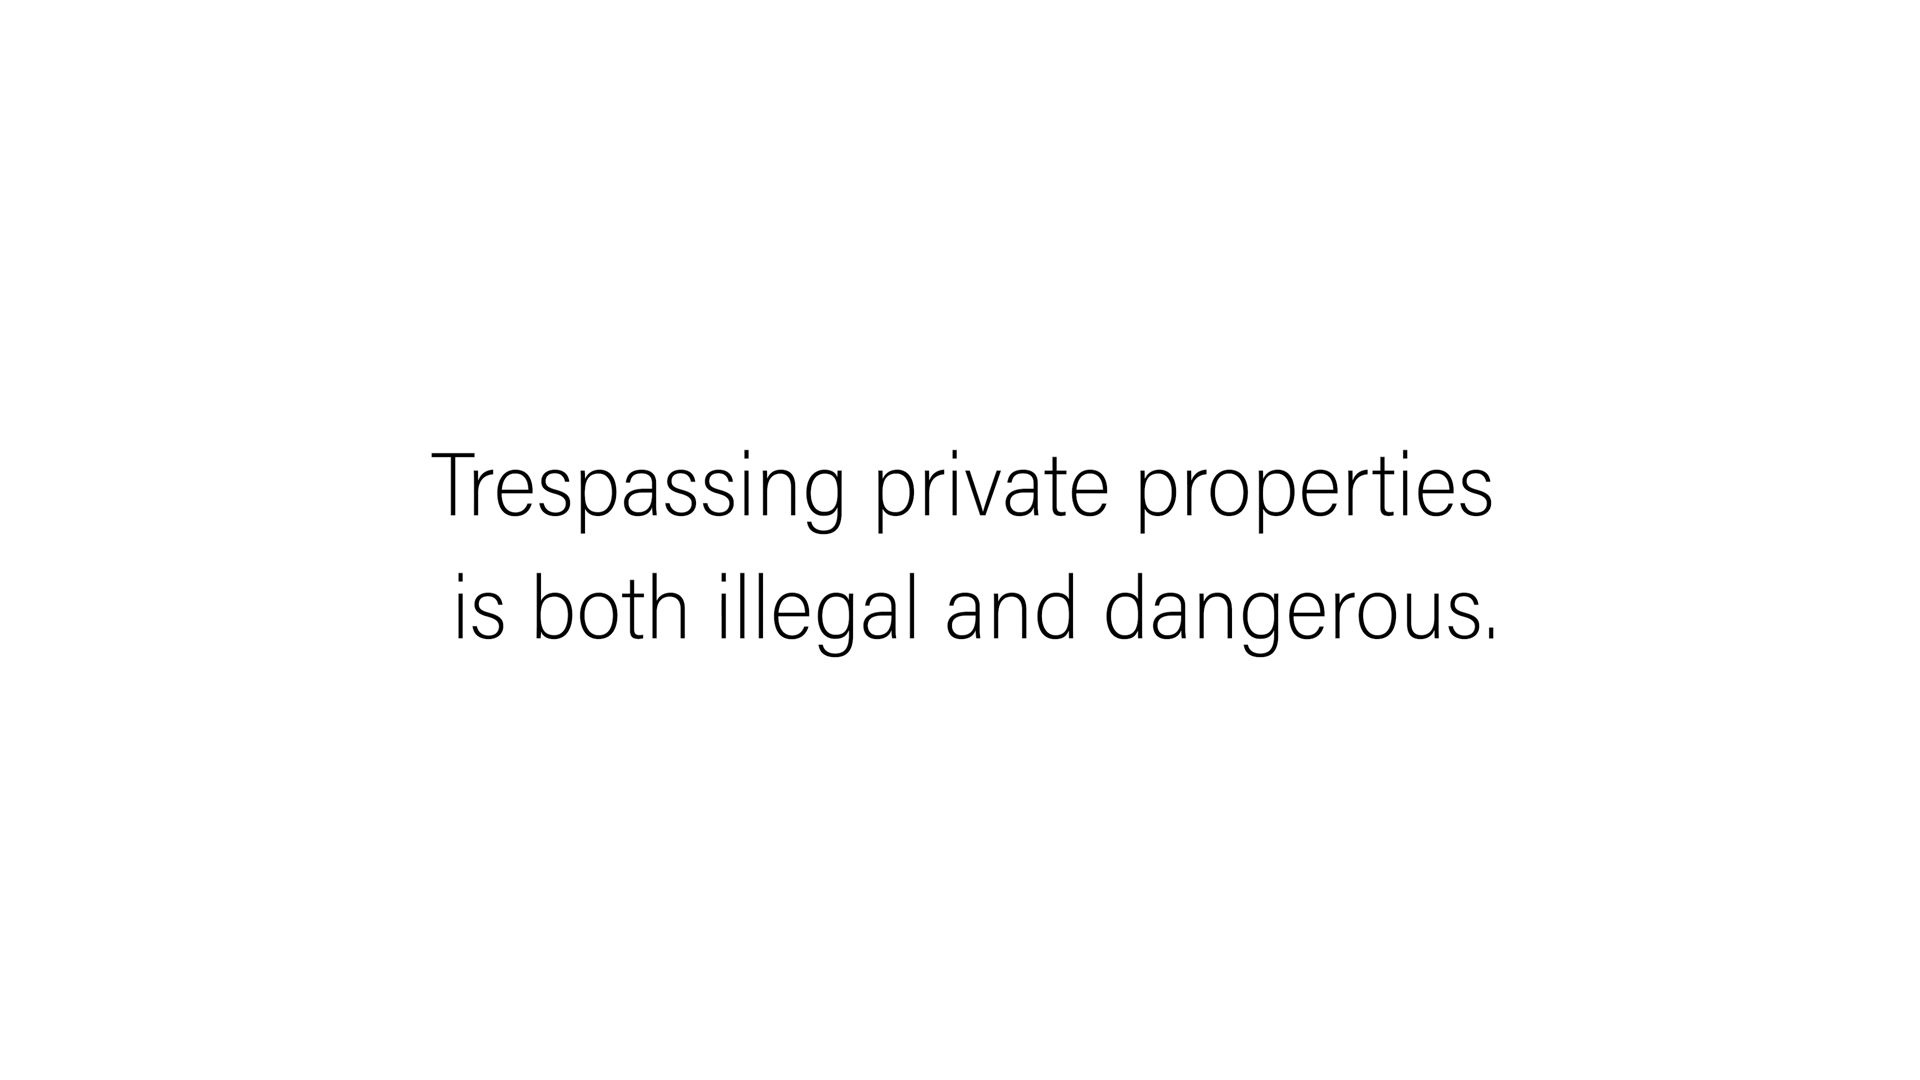 Trespassing private properties
is both illegal and dangerous.